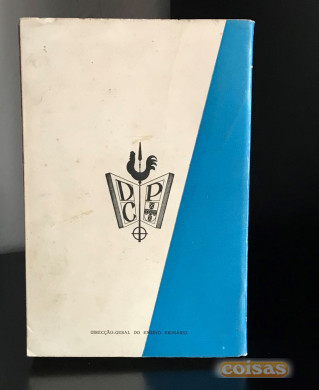 D P
C
DIRECÇÃO-GERAL DO ENSINO PRIMÁRIO
coisas